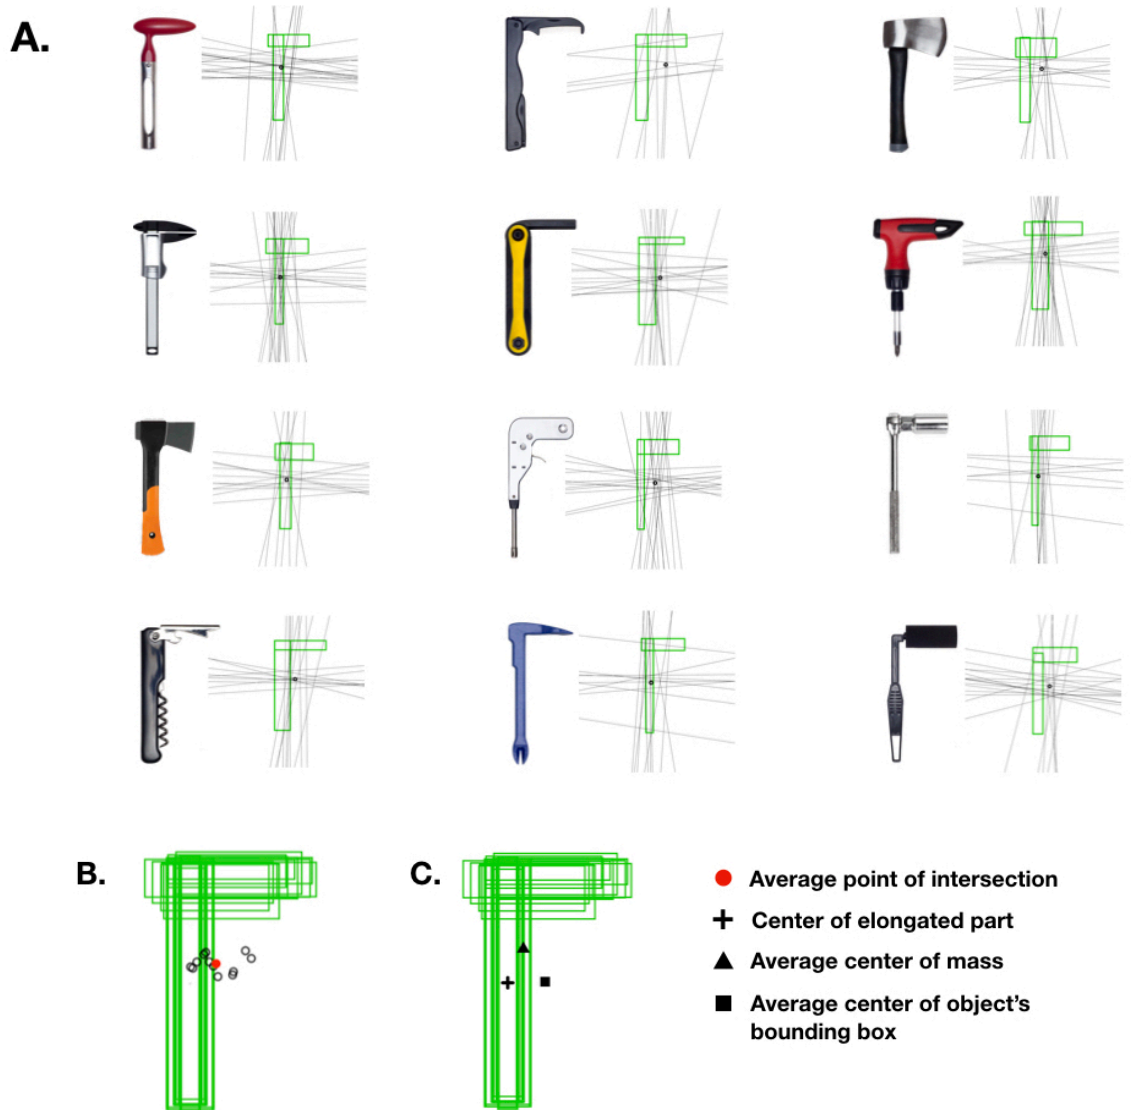 A.
B.
C.
Average point of intersection
Center of elongated part
Average center of mass
Average center of object's
bounding box